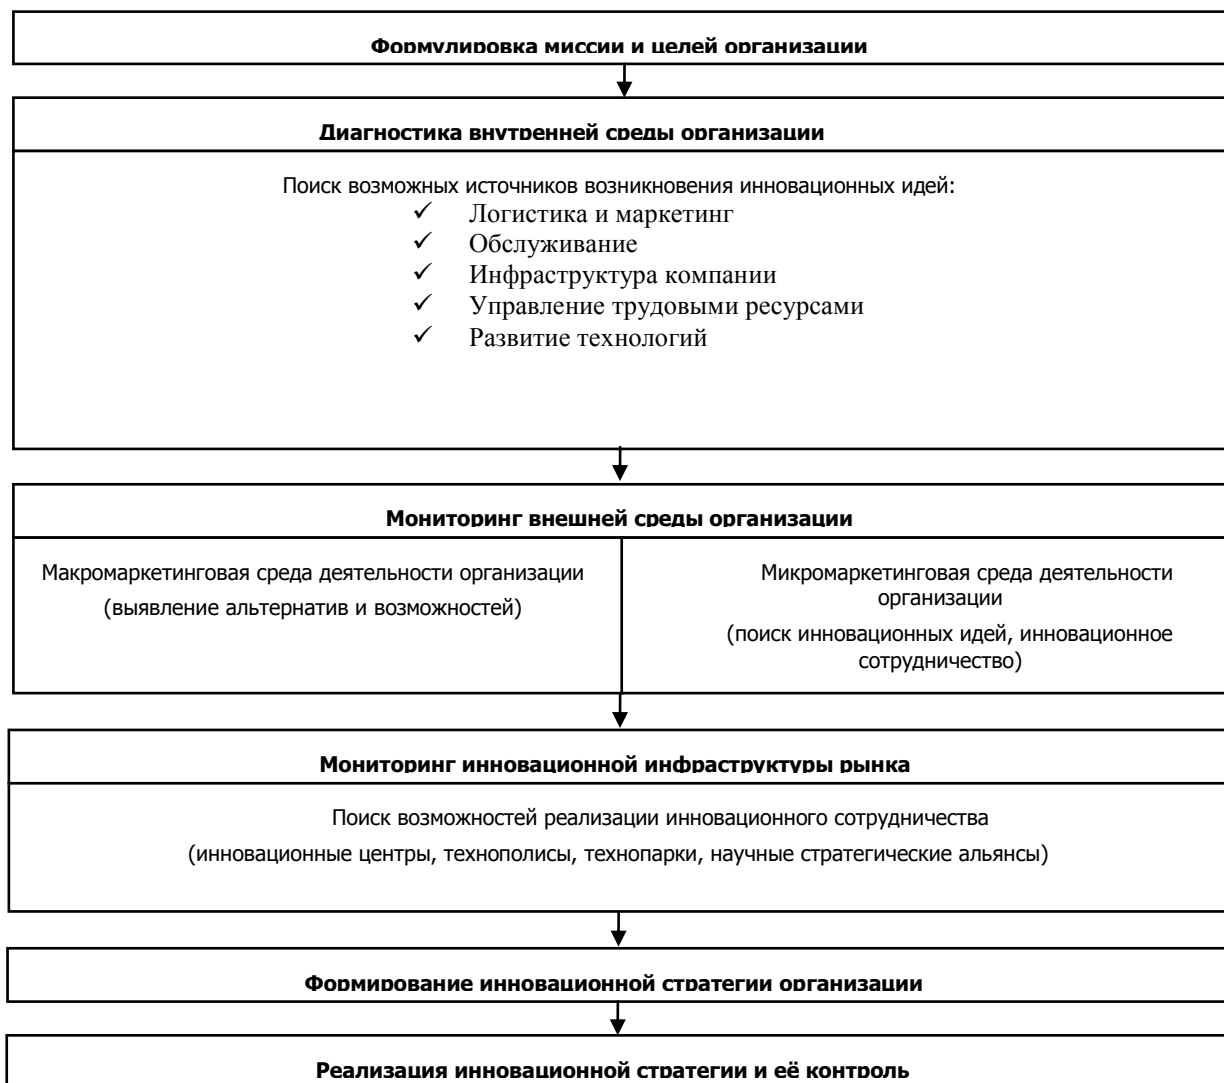 Формулировка миссии и целей организации
Диагностика внутренней среды организации
Поиск возможных источников возникновения инновационных идей:
✓ Логистика и маркетинг
✓ Обслуживание
✓ Инфраструктура компании
✓ Управление трудовыми ресурсами
✓ Развитие технологий
Мониторинг внешней среды организации
Макромаркетинговая среда деятельности организации
(выявление альтернатив и возможностей)
Микромаркетинговая среда деятельности
организации
(поиск инновационных идей, инновационное
сотрудничество)
Мониторинг инновационной инфраструктуры рынка
Поиск возможностей реализации инновационного сотрудничества
(инновационные центры, технополисы, технопарки, научные стратегические альянсы)
Формирование инновационной стратегии организации
Реализация инновационной стратегии и её контроль